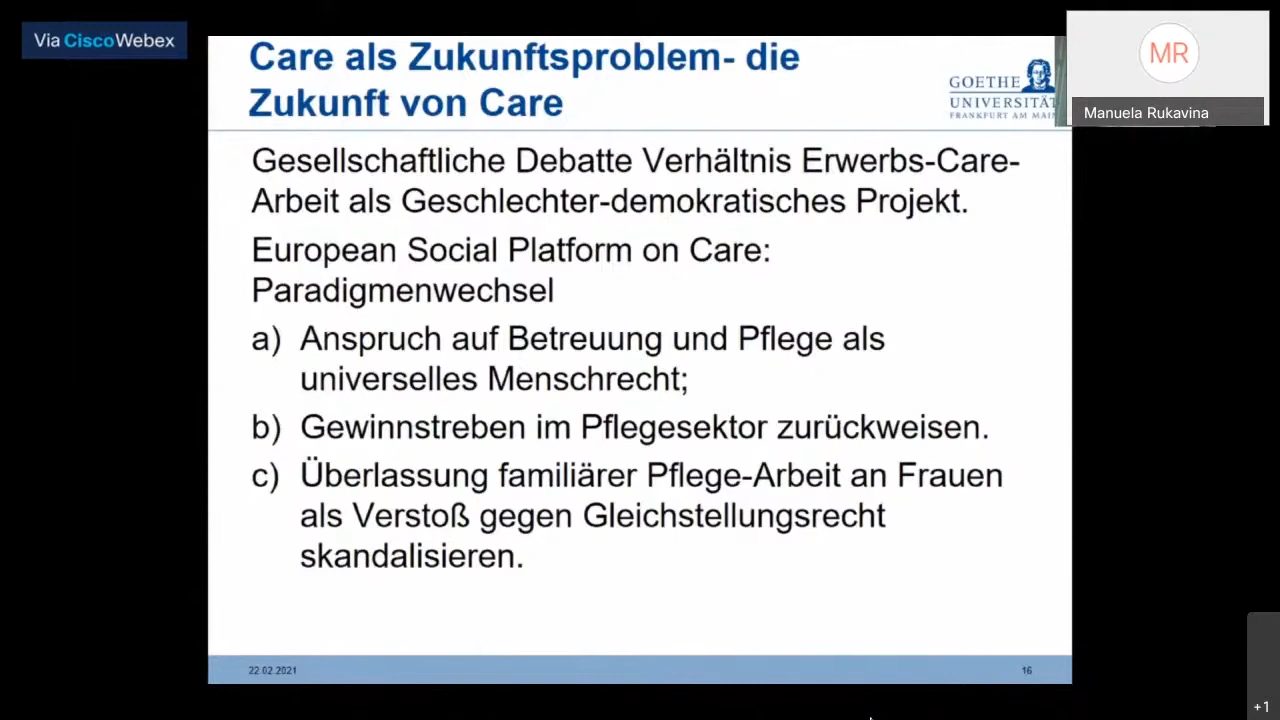 Via CiscoWebex
Care als Zukunftsproblem- die
Zukunft von Care
GOETHE
UNIVERSITÄT
FRANKFURT AM MAIN
MR
Manuela Rukavina
Gesellschaftliche Debatte Verhältnis Erwerbs-Care-
Arbeit als Geschlechter-demokratisches Projekt.
European Social Platform on Care:
Paradigmenwechsel
a) Anspruch auf Betreuung und Pflege als
universelles Menschrecht;
b) Gewinnstreben im Pflegesektor zurückweisen.
c) Überlassung familiärer Pflege-Arbeit an Frauen
als Verstoß gegen Gleichstellungsrecht
skandalisieren.
22.02.2021
16
+1